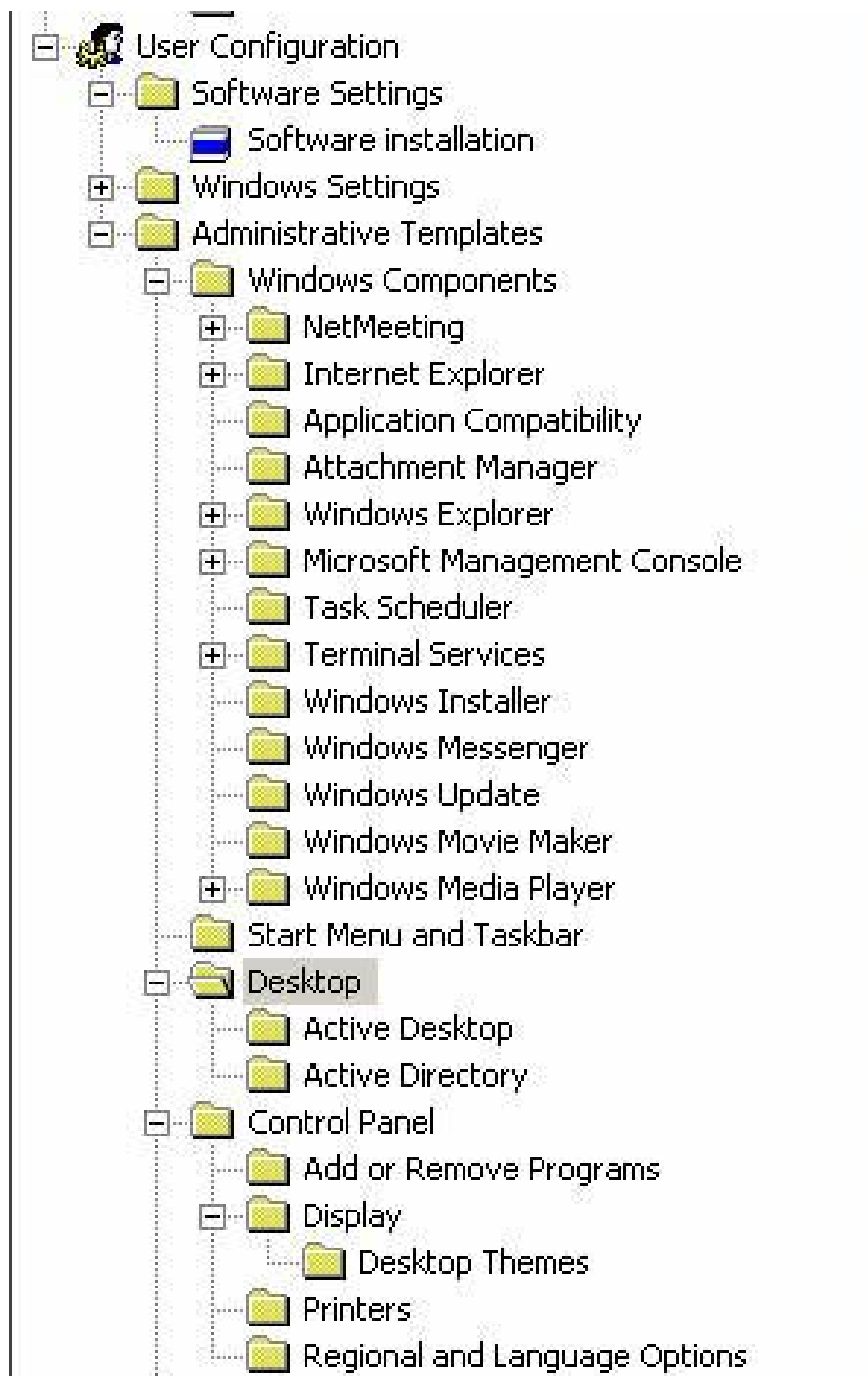 User Configuration
Software Settings
Software installation
Windows Settings
Administrative Templates
Windows Components
NetMeeting
Internet Explorer
Application Compatibility
Attachment Manager
Windows Explorer
Microsoft Management Console
Task Scheduler
Terminal Services
Windows Installer
Windows Messenger
Windows Update
Windows Movie Maker
Windows Media Player
Start Menu and Taskbar
Desktop
Active Desktop
Active Directory
Control Panel
Add or Remove Programs
Display
Desktop Themes
Printers
Regional and Language Options